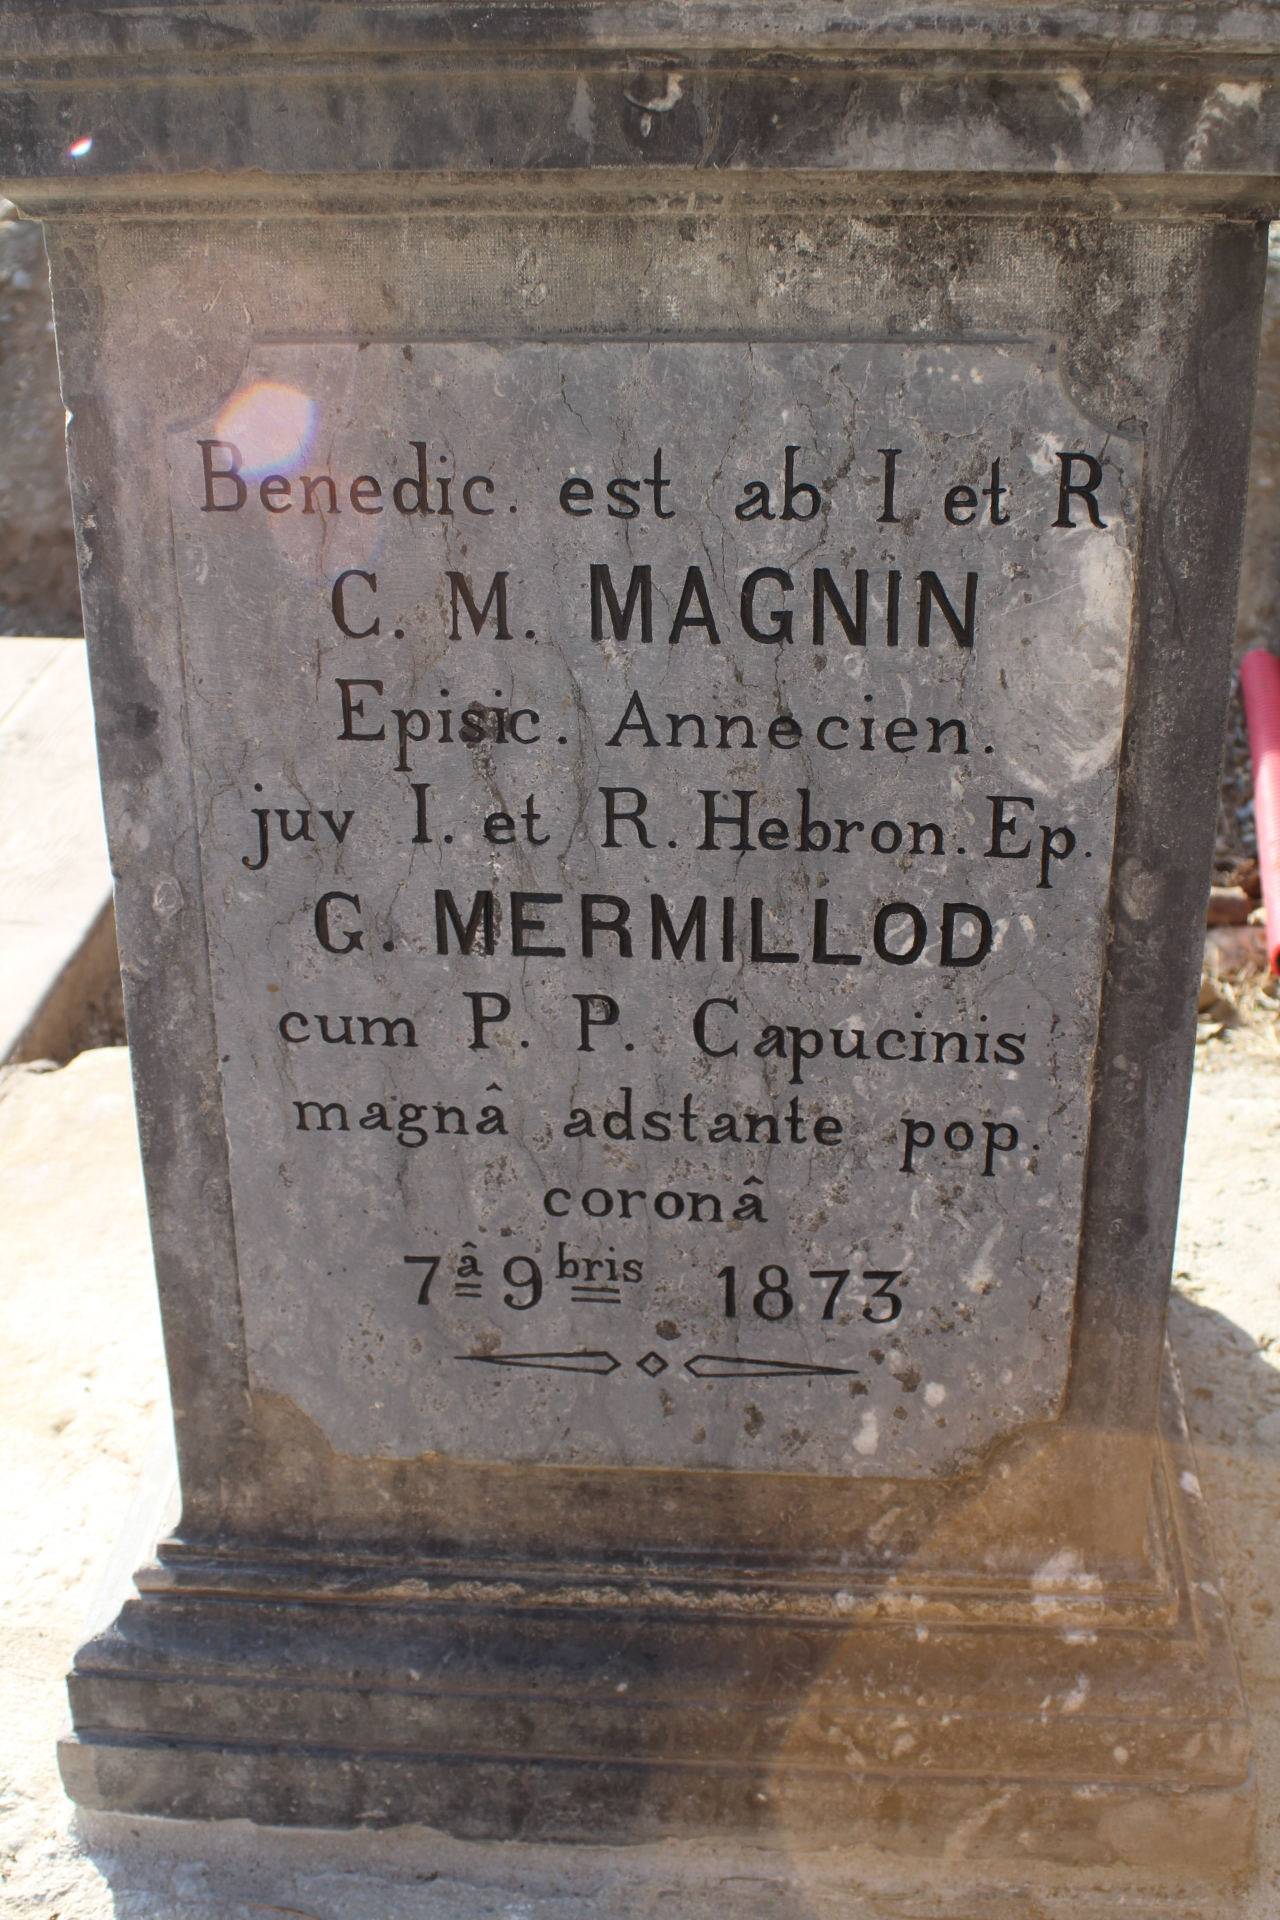 Benedic. est ab I et R
C. M. MAGNIN
Episic. Annecien.
juv I. et R. Hebron. Ep.
G. MERMILLOD
cum P. P. Capucinis
magnâ adstante pop.
coronâ
7â 9bris 1873